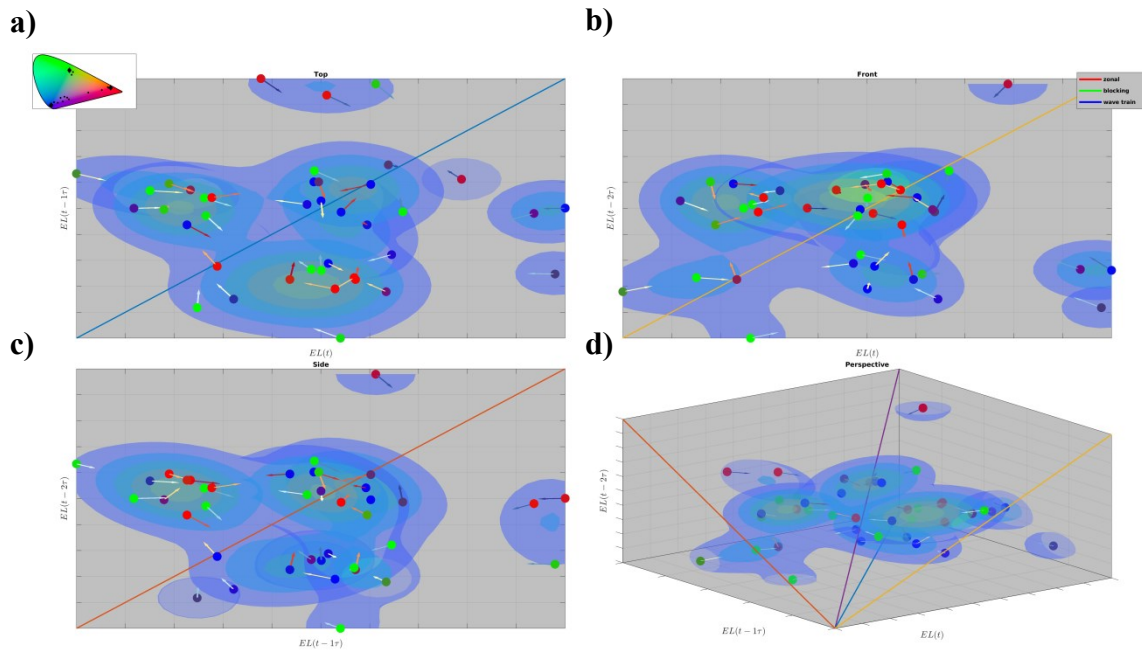 a)
b)
Top
EL(t − 1τ)
EL(t)
Front
zonal
blocking
wave train
EL(t − 2τ)
EL(t)
c)
d)
Side
EL(t − 2τ)
EL(t − 1τ)
Perspective
EL(t − 2τ)
EL(t − 1τ)
EL(t)